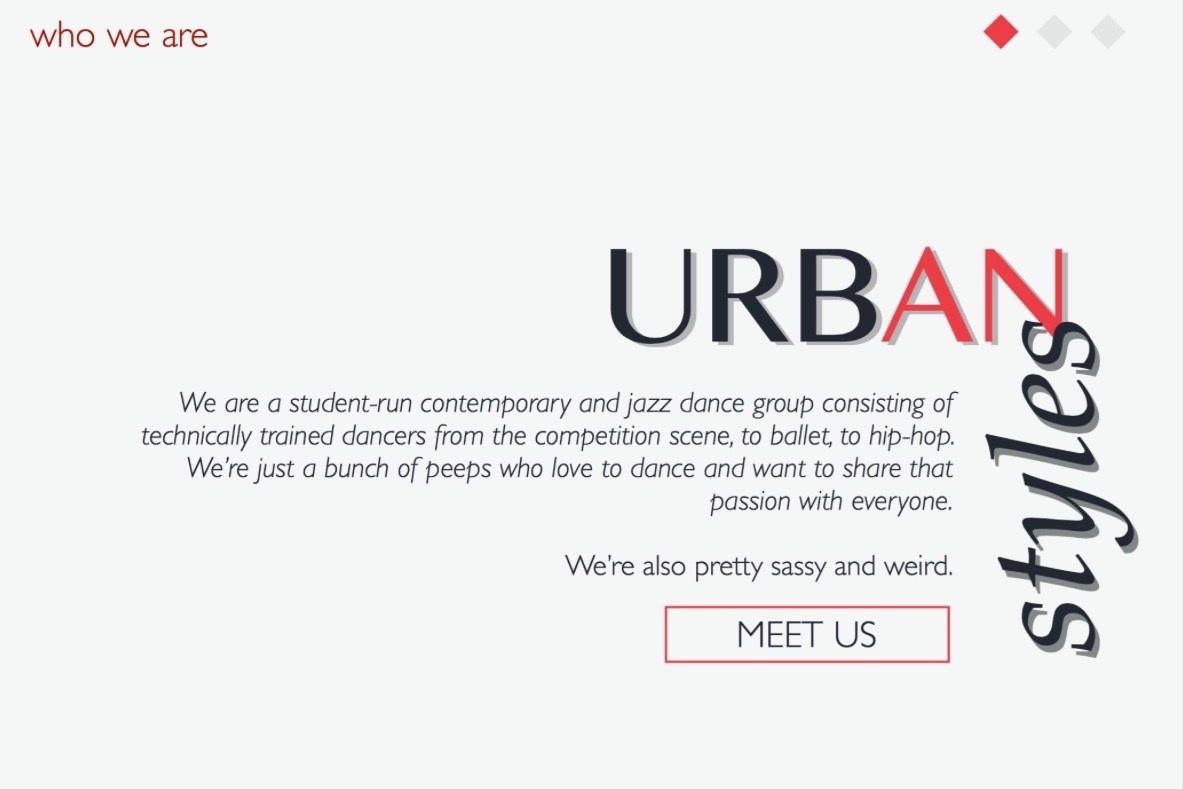 who we are
URBAN
styles
We are a student-run contemporary and jazz dance group consisting of
technically trained dancers from the competition scene, to ballet, to hip-hop.
We're just a bunch of peeps who love to dance and want to share that
passion with everyone.
We're also pretty sassy and weird.
MEET US